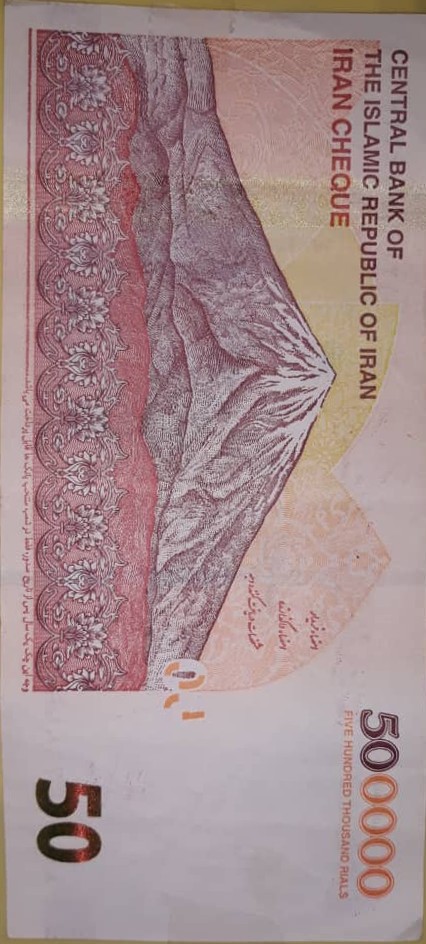 CENTRAL BANK OF
THE ISLAMIC REPUBLIC OF IRAN
IRAN CHEQUE
500000
FIVE HUNDRED THOUSAND RIALS
امضاء خریدار
امضاء واگذارنده
مشخصات دریافت کننده وجه
50
وجه این چک یک سال پس از تاریخ صدور، فقط در شعب منتخب بانک ها قابل پرداخت می باشد.